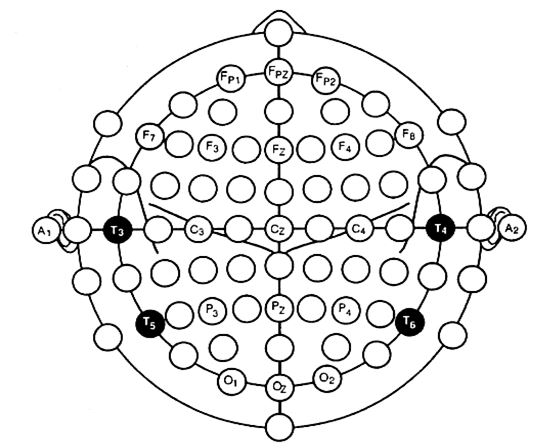 FP1 FPZ FP2
F7 F3 FZ F4 F8
A1 T3 C3 CZ C4 T4 A2
T5 P3 PZ P4 T6
O1 OZ O2